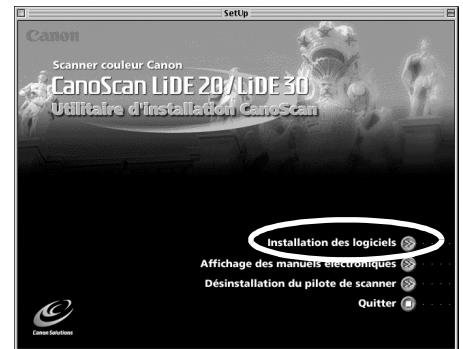 SetUp
Canon
Scanner couleur Canon
CanoScan LiDE 20/LiDE 30
Utilitaire d'installation CanoScan
Installation des logiciels
Affichage des manuels électroniques
Désinstallation du pilote de scanner
Quitter
Canon Solutions